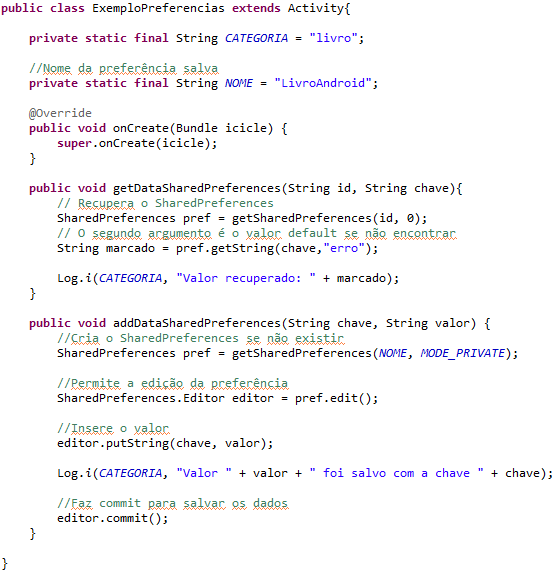 public class ExemploPreferencias extends Activity{
private static final String CATEGORIA = "livro";
//Nome da preferência salva
private static final String NOME = "LivroAndroid";
@Override
public void onCreate(Bundle icicle) {
super.onCreate(icicle);
}
public void getDataSharedPreferences(String id, String chave){
// Recupera o SharedPreferences
SharedPreferences pref = getSharedPreferences(id, 0);
// O segundo argumento é o valor default se não encontrar
String marcado = pref.getString(chave,"erro");
Log.i(CATEGORIA, "Valor recuperado: " + marcado);
}
public void addDataSharedPreferences(String chave, String valor) {
//Cria o SharedPreferences se não existir
SharedPreferences pref = getSharedPreferences(NOME, MODE_PRIVATE);
//Permite a edição da preferência
SharedPreferences.Editor editor = pref.edit();
//Insere o valor
editor.putString(chave, valor);
Log.i(CATEGORIA, "Valor " + valor + " foi salvo com a chave " + chave);
//Faz commit para salvar os dados
editor.commit();
}
}